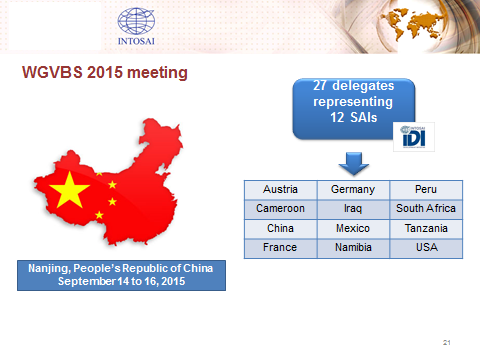 INTOSAI
WGVBS 2015 meeting
27 delegates
representing
12 SAIs
INTOSAI
IDI
Austria Germany Peru
Cameroon Iraq South Africa
China Mexico Tanzania
France Namibia USA
Nanjing, People's Republic of China
September 14 to 16, 2015
21